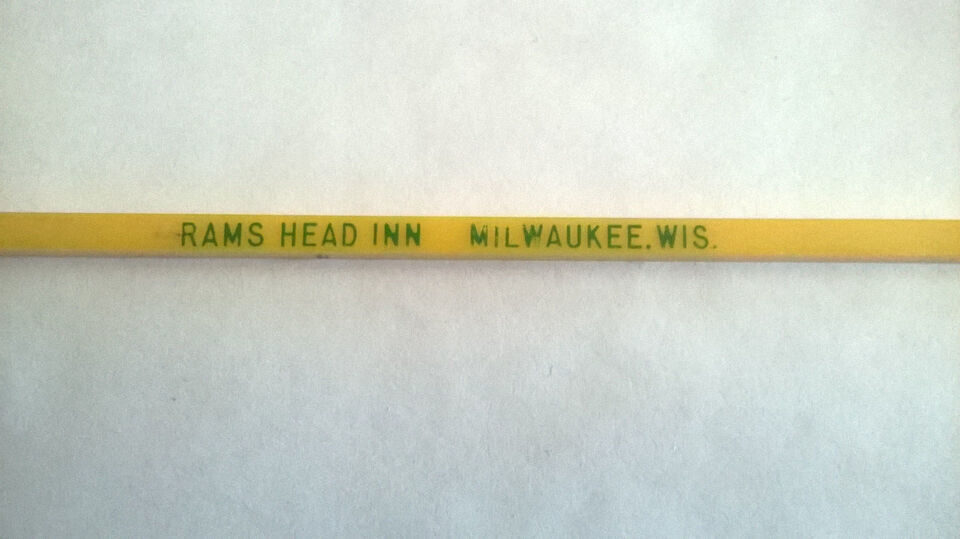 RAMS HEAD INN MILWAUKEE.WIS.